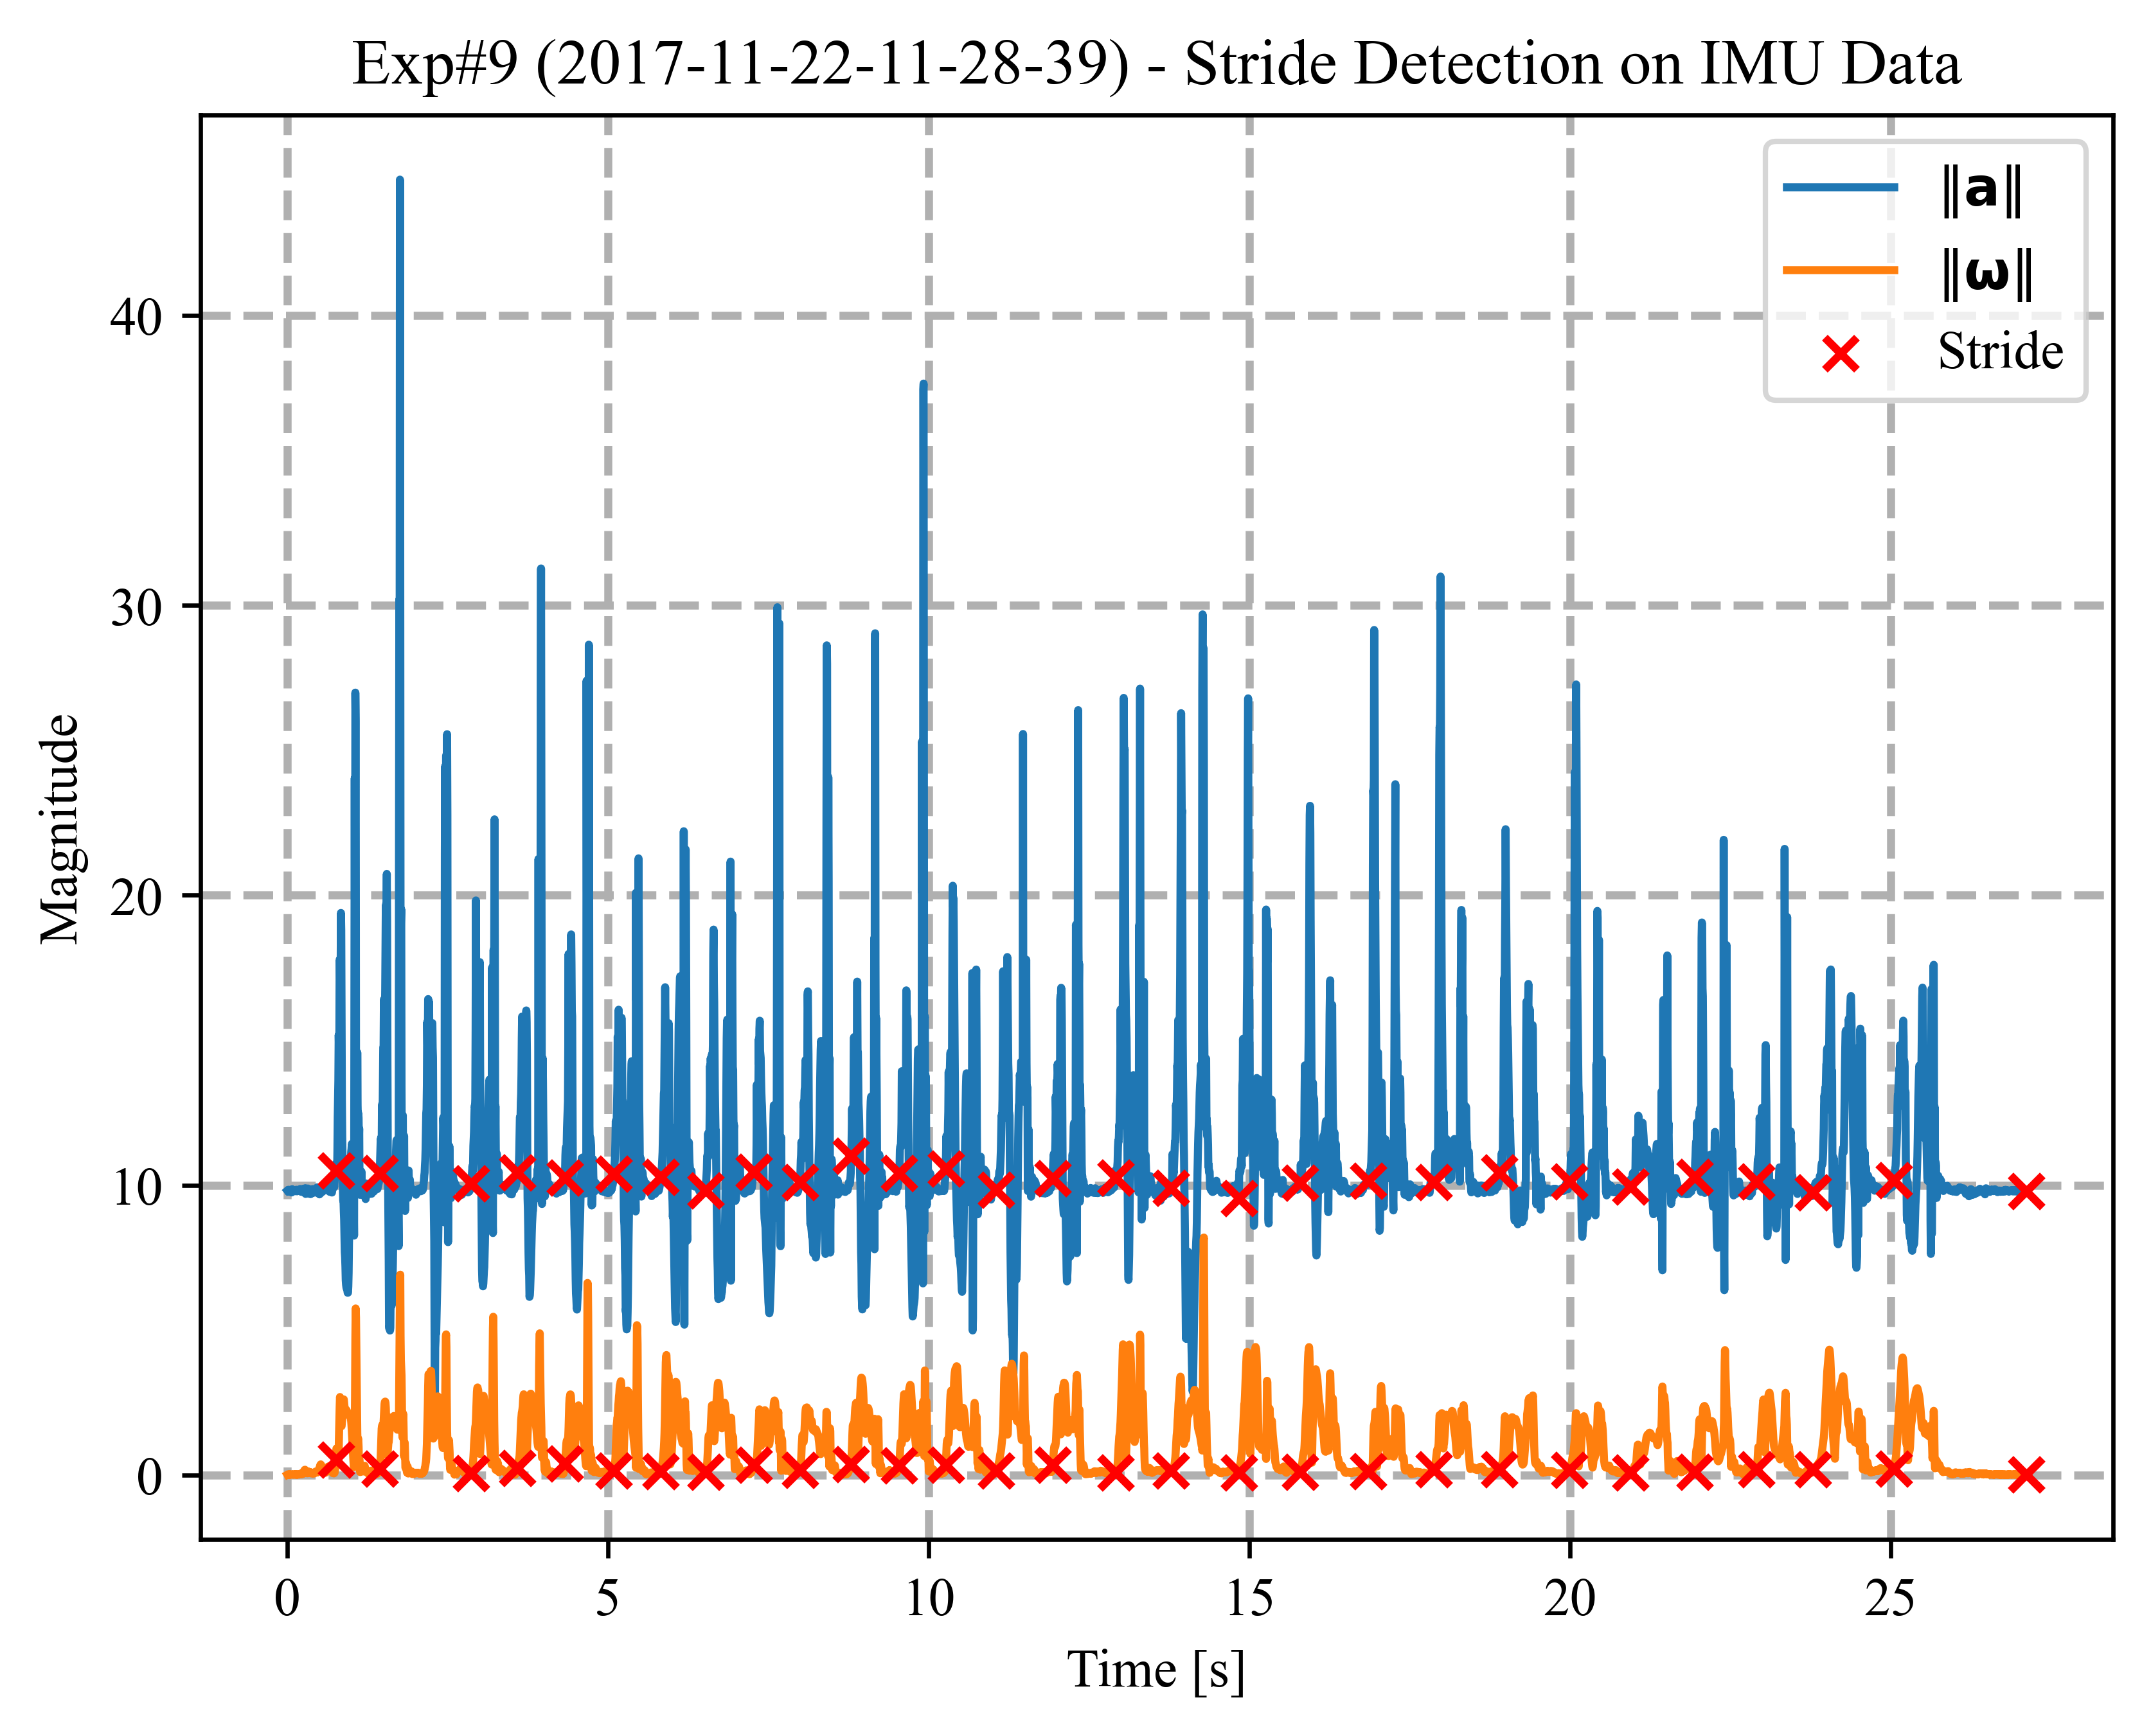 Exp#9 (2017-11-22-11-28-39) - Stride Detection on IMU Data
‖a‖
‖ω‖
Stride
Magnitude
40
30
20
10
0
0 5 10 15 20 25
Time [s]